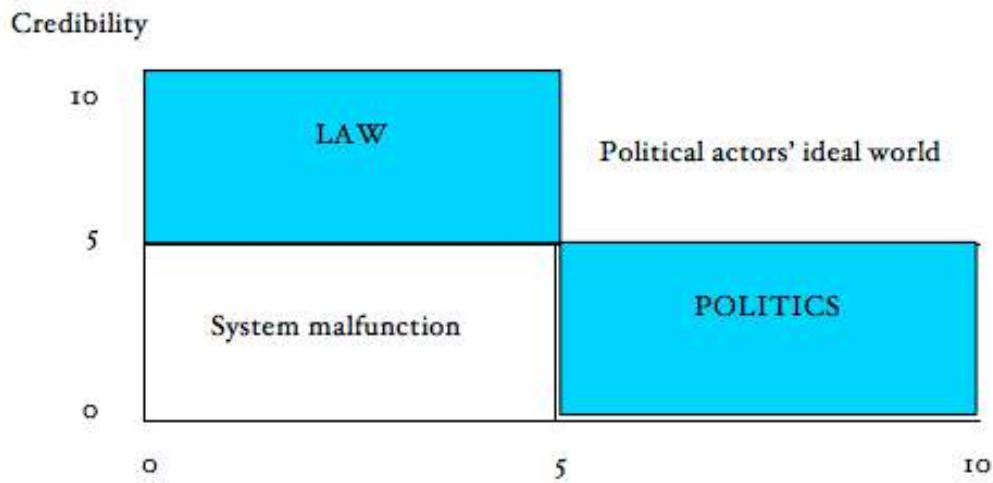 Credibility
10
LAW
Political actors’ ideal world
5
POLITICS
System malfunction
0
0 5 10